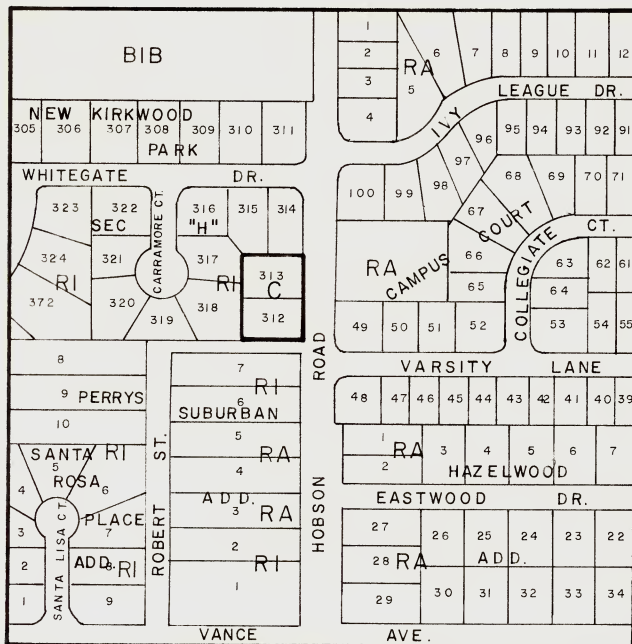 BIB
NEW KIRKWOOD
305 306 307 308 309 310 311
PARK
WHITEGATE DR.
323 322 316 315 314
SEC "H"
CARRAMORE CT.
324 321 317 313
RI RI C
372 320 319 318 312
8
9 PERRYS
10
SANTA RI
5
ROSA
4 6
PLACE
3 7
2 ADD. 8 RI
1 9
SANTA LISA CT.
ROBERT ST.
7
RI
6
SUBURBAN
5
RA
4
ADD.
3 RA
2
RI
1
VANCE AVE.
HOBSON ROAD
1
2
3
4
RA
5 6 7 8 9 10 11 12
IVY LEAGUE DR.
100 99 98 97 96 95 94 93 92 91
67 68 69 70 71
RA CAMPUS COURT
66
65
COLLEGIATE CT.
63 62 61
64
53 54 55
49 50 51 52
VARSITY LANE
48 47 46 45 44 43 42 41 40 39
1 RA 3 4 5 6 7
2
HAZELWOOD
EASTWOOD DR.
27 26 25 24 23 22
28 RA ADD.
29 30 31 32 33 34